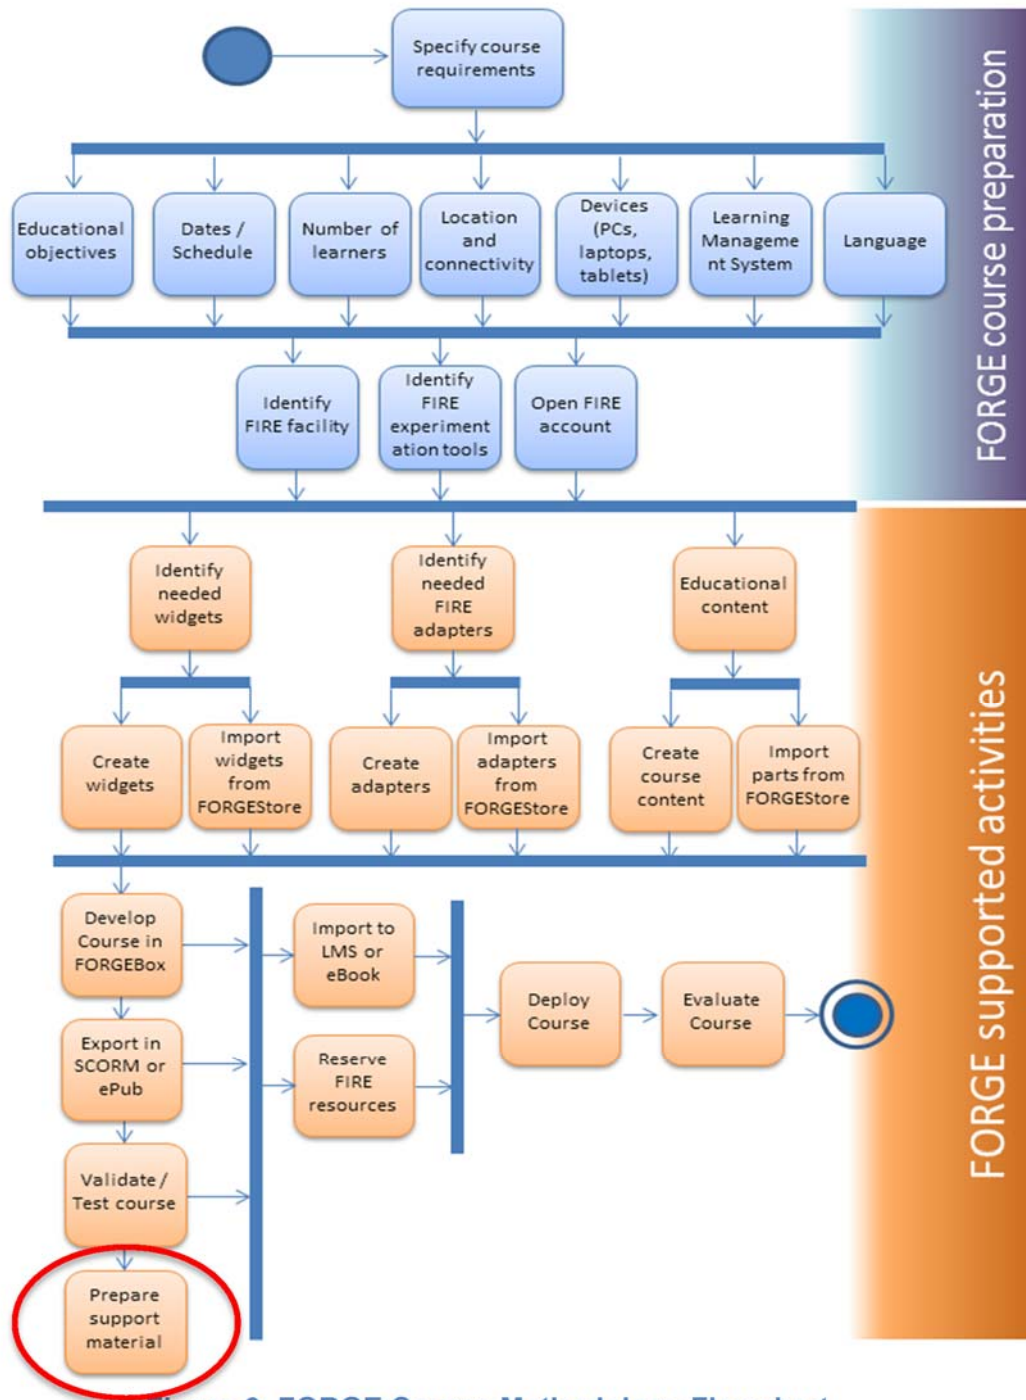 Specify course
requirements
Educational
objectives
Dates /
Schedule
Number of
learners
Location
and
connectivity
Devices
(PCs,
laptops,
tablets)
Learning
Manageme
nt System
Language
Identify
FIRE facility
Identify
FIRE
experiment
ation tools
Open FIRE
account
FORGE course preparation
Identify
needed
widgets
Identify
needed
FIRE
adapters
Educational
content
Create
widgets
Import
widgets
from
FORGEStore
Create
adapters
Import
adapters
from
FORGEStore
Create
course
content
Import
parts from
FORGEStore
Develop
Course in
FORGEBox
Import to
LMS or
eBook
Deploy
Course
Evaluate
Course
Export in
SCORM or
ePub
Reserve
FIRE
resources
Validate /
Test course
Prepare
support
material
FORGE supported activities